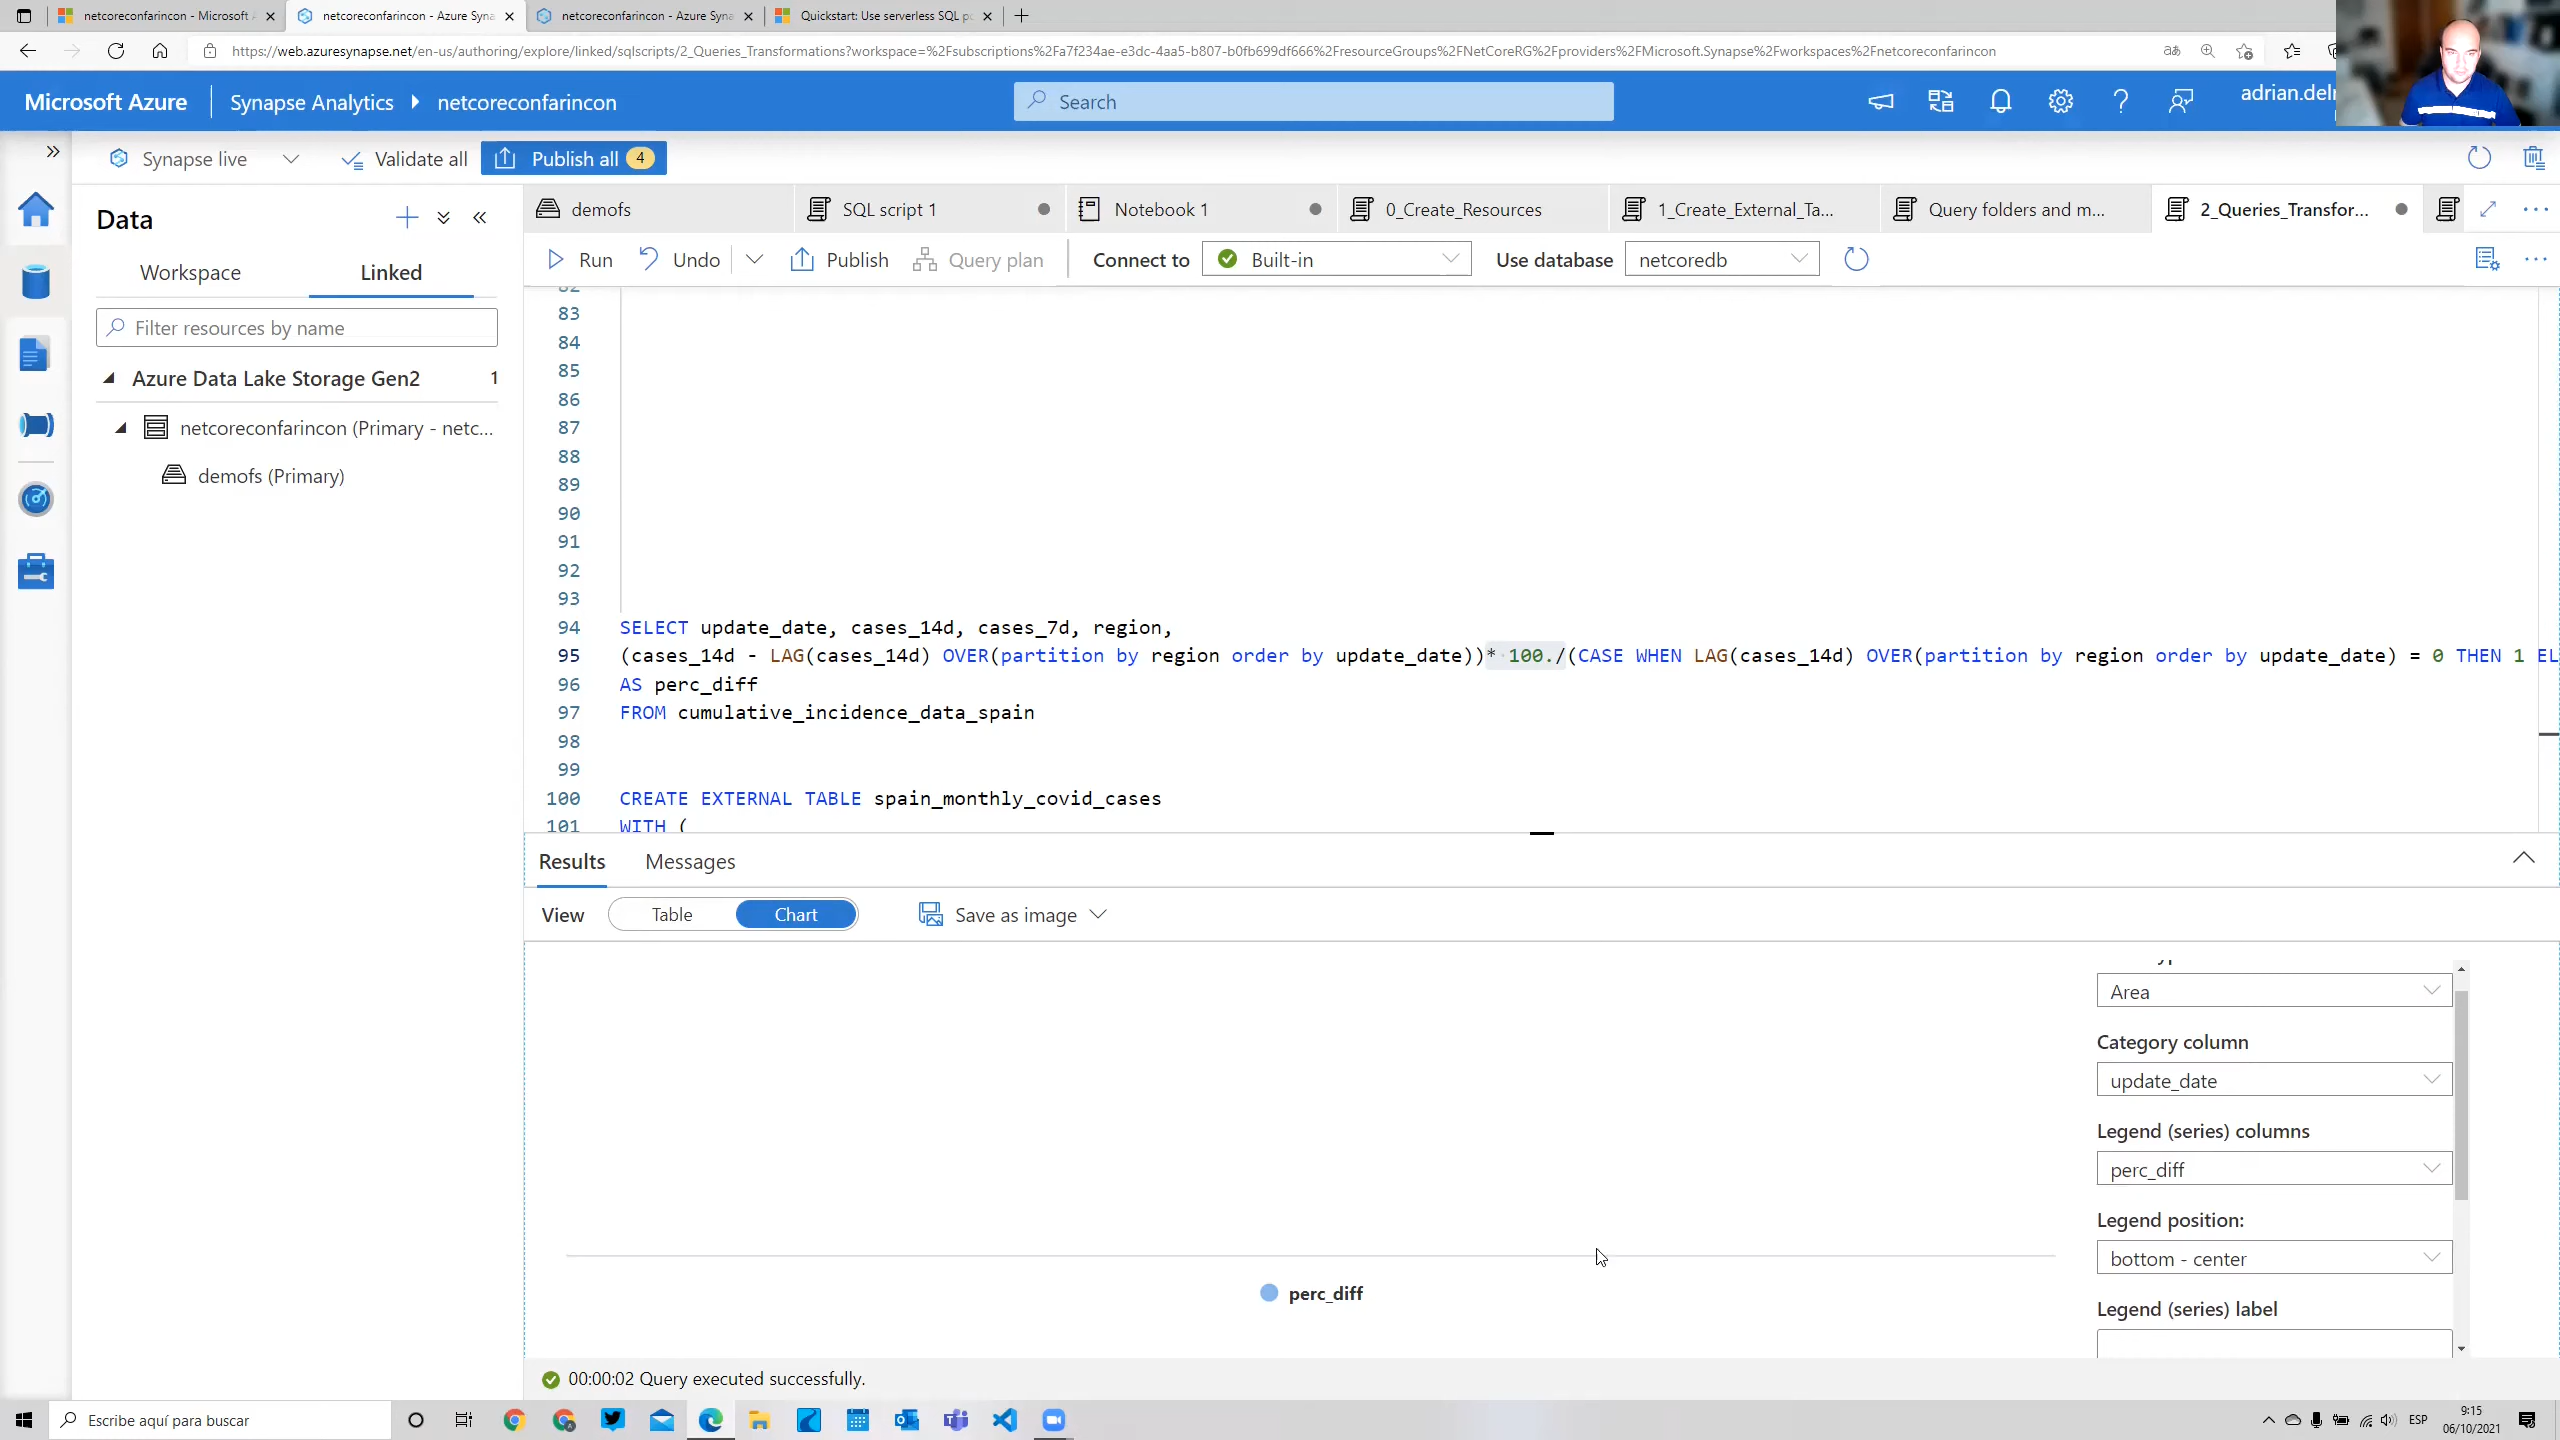 netcoreconfarincon - Microsoft A
netcoreconfarincon - Azure Syna
netcoreconfarincon - Azure Syna
Quickstart: Use serverless SQL po
https://web.azuresynapse.net/en-us/authoring/explore/linked/sqlscripts/2_Queries_Transformations?workspace=%2Fsubscriptions%2Fa7f234ae-e3dc-4aa5-b807-b0fb699df666%2FresourceGroups%2FNetCoreRG%2Fproviders%2FMicrosoft.Synapse%2Fworkspaces%2Fnetcoreconfarincon
Microsoft Azure
Synapse Analytics
netcoreconfarincon
Search
adrian.delr
Synapse live
Validate all
Publish all 4
Data
Workspace
Linked
Filter resources by name
Azure Data Lake Storage Gen2 1
netcoreconfarincon (Primary - netc...
demofs (Primary)
demofs
SQL script 1
Notebook 1
0_Create_Resources
1_Create_External_Ta...
Query folders and m...
2_Queries_Transfor...
Run
Undo
Publish
Query plan
Connect to
Built-in
Use database
netcoredb
82
83
84
85
86
87
88
89
90
91
92
93
94 SELECT update_date, cases_14d, cases_7d, region,
95 (cases_14d - LAG(cases_14d) OVER(partition by region order by update_date))* 100./(CASE WHEN LAG(cases_14d) OVER(partition by region order by update_date) = 0 THEN 1 EL
96 AS perc_diff
97 FROM cumulative_incidence_data_spain
98
99
100 CREATE EXTERNAL TABLE spain_monthly_covid_cases
101 WITH (
Results
Messages
View
Table
Chart
Save as image
Area
Category column
update_date
Legend (series) columns
perc_diff
Legend position:
bottom - center
Legend (series) label
perc_diff
00:00:02 Query executed successfully.
Escribe aquí para buscar
ESP
9:15
06/10/2021